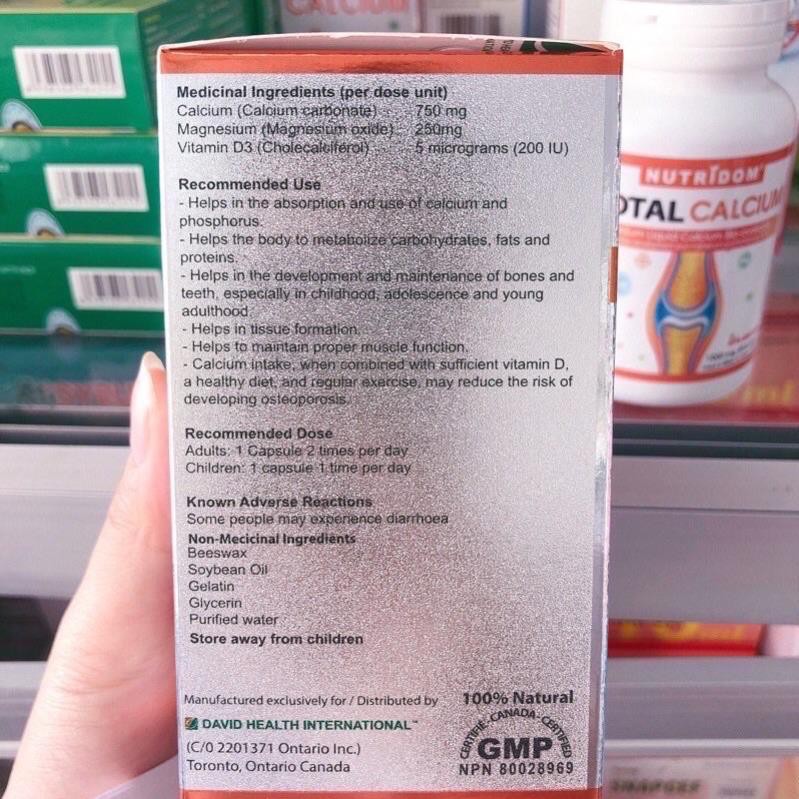 CALCIUM
Medicinal Ingredients (per dose unit)
Calcium (Calcium carbonate) 750 mg
Magnesium (Magnesium oxide) 250mg
Vitamin D3 (Cholecalciferol) 5 micrograms (200 IU)
Recommended Use
- Helps in the absorption and use of calcium and
phosphorus.
- Helps the body to metabolize carbohydrates, fats and
proteins.
- Helps in the development and maintenance of bones and
teeth, especially in childhood, adolescence and young
adulthood.
- Helps in tissue formation.
- Helps to maintain proper muscle function.
- Calcium intake, when combined with sufficient vitamin D,
a healthy diet, and regular exercise, may reduce the risk of
developing osteoporosis.
Recommended Dose
Adults: 1 Capsule 2 times per day
Children: 1 capsule 1 time per day
Known Adverse Reactions
Some people may experience diarrhoea
Non-Mecicinal Ingredients
Beeswax
Soybean Oil
Gelatin
Glycerin
Purified water
Store away from children
Manufactured exclusively for / Distributed by
DAVID HEALTH INTERNATIONAL™
(C/0 2201371 Ontario Inc.)
Toronto, Ontario Canada
100% Natural
CERTIFIE - CANADA - CERTIFIED
GMP
NPN 80028969
NUTRIDOM
OTAL CALCIUM